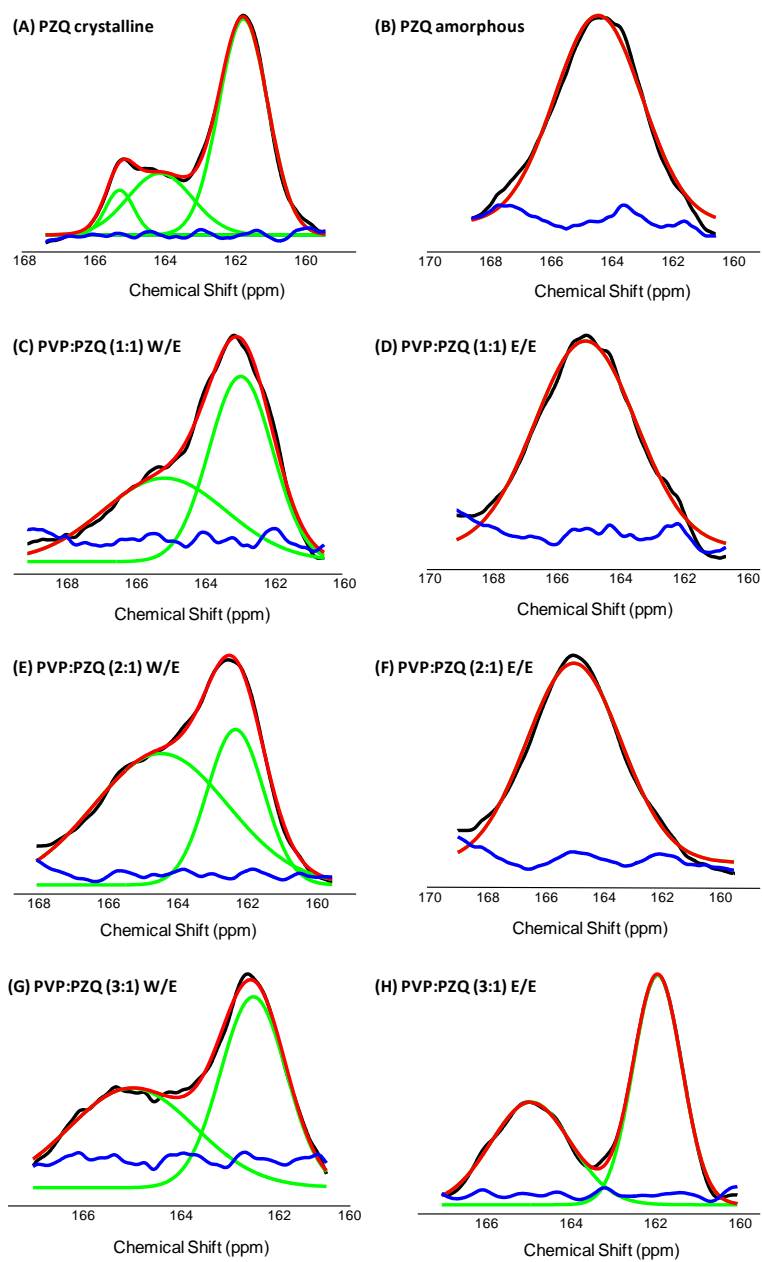 (A) PZQ crystalline
168 166 164 162 160
Chemical Shift (ppm)
(B) PZQ amorphous
170 168 166 164 162 160
Chemical Shift (ppm)
(C) PVP:PZQ (1:1) W/E
168 166 164 162 160
Chemical Shift (ppm)
(D) PVP:PZQ (1:1) E/E
170 168 166 164 162 160
Chemical Shift (ppm)
(E) PVP:PZQ (2:1) W/E
168 166 164 162 160
Chemical Shift (ppm)
(F) PVP:PZQ (2:1) E/E
170 168 166 164 162 160
Chemical Shift (ppm)
(G) PVP:PZQ (3:1) W/E
166 164 162 160
Chemical Shift (ppm)
(H) PVP:PZQ (3:1) E/E
166 164 162 160
Chemical Shift (ppm)